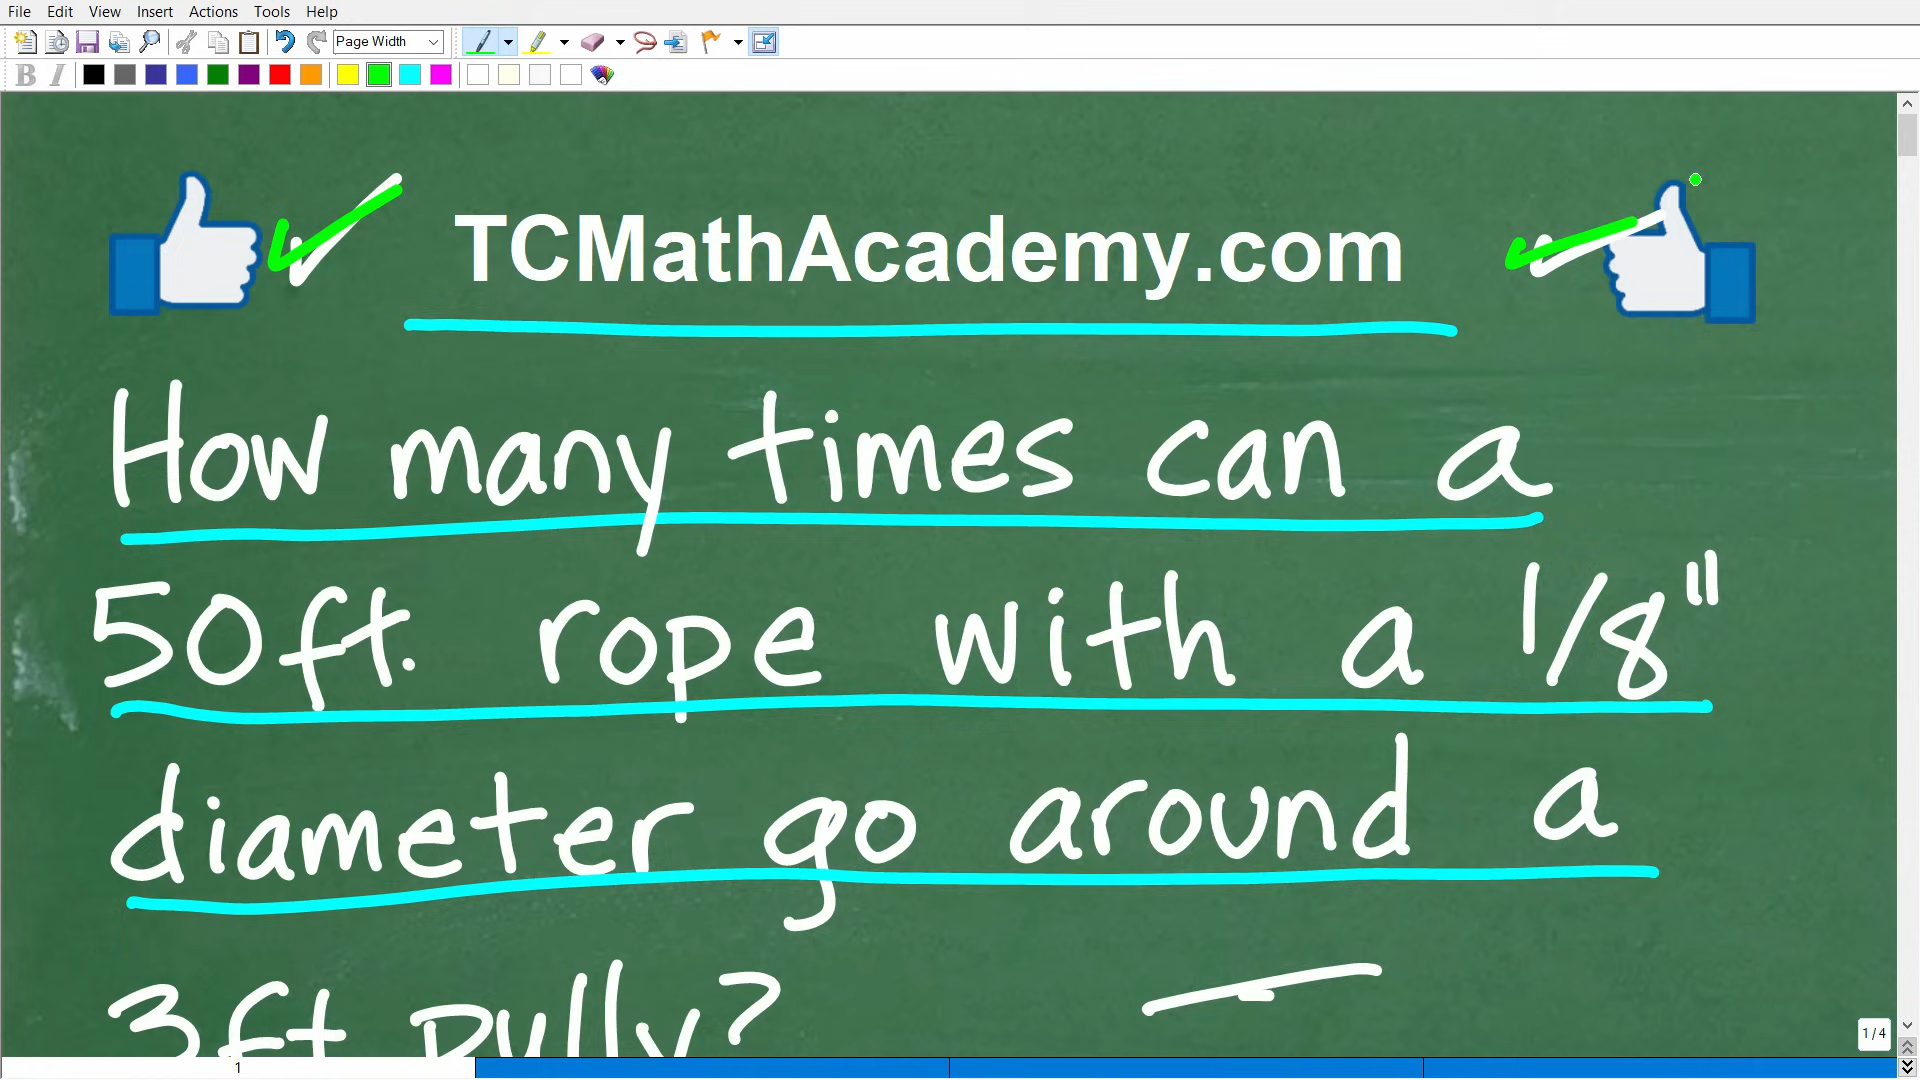 File Edit View Insert Actions Tools Help
Page Width
B I
TCMathAcademy.com
How many times can a
50ft. rope with a 1/8"
diameter go around a
3ft pully?
1 / 4
1